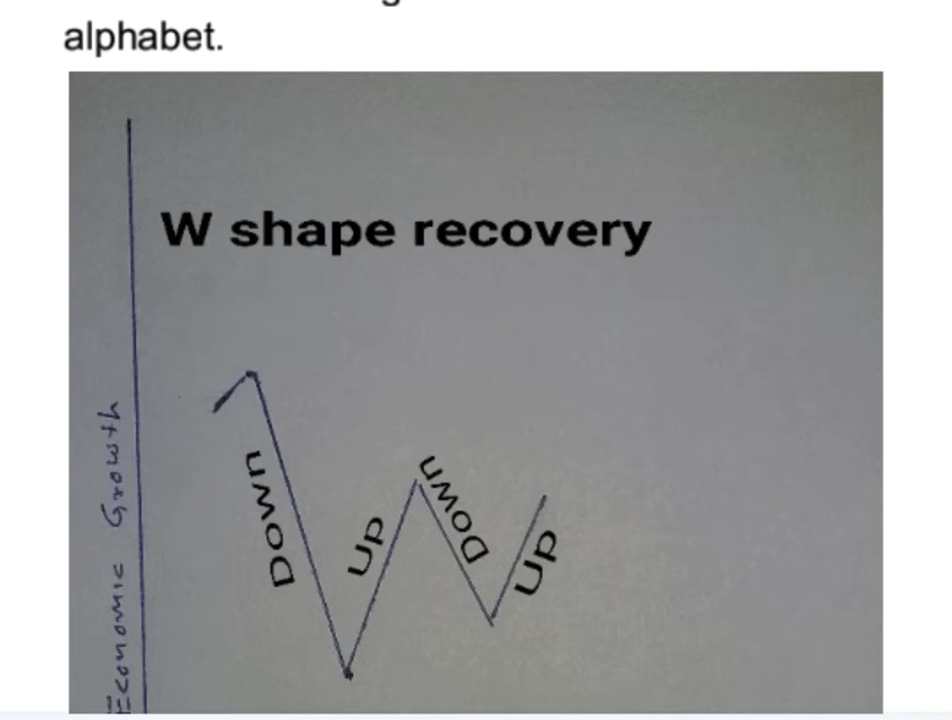 alphabet.
W shape recovery
Economic Growth
Down
Up
Down
Up